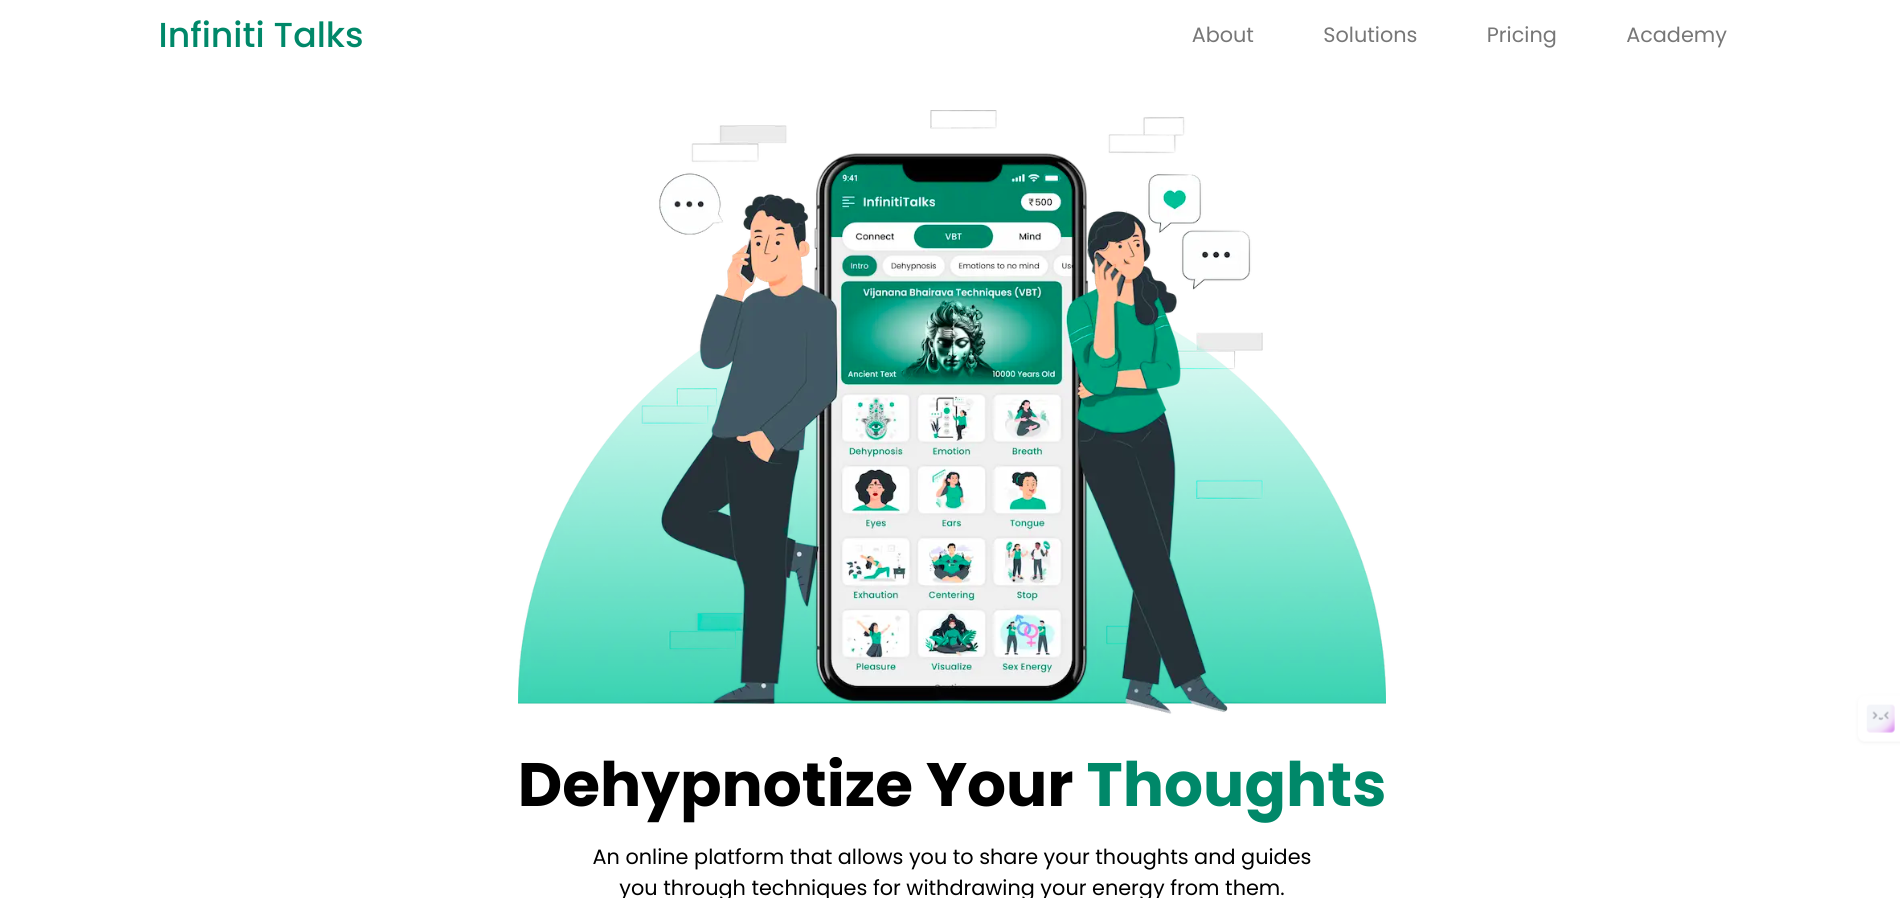 Infiniti Talks
About
Solutions
Pricing
Academy
9:41
InfinitiTalks
₹500
Connect
VBT
Mind
Intro
Dehypnosis
Emotions to no mind
Vijanana Bhairava Techniques (VBT)
Ancient Text
10000 Years Old
Dehypnosis
Emotion
Breath
Eyes
Ears
Tongue
Exhaution
Centering
Stop
Pleasure
Visualize
Sex Energy
Dehypnotize Your Thoughts
An online platform that allows you to share your thoughts and guides
you through techniques for withdrawing your energy from them.